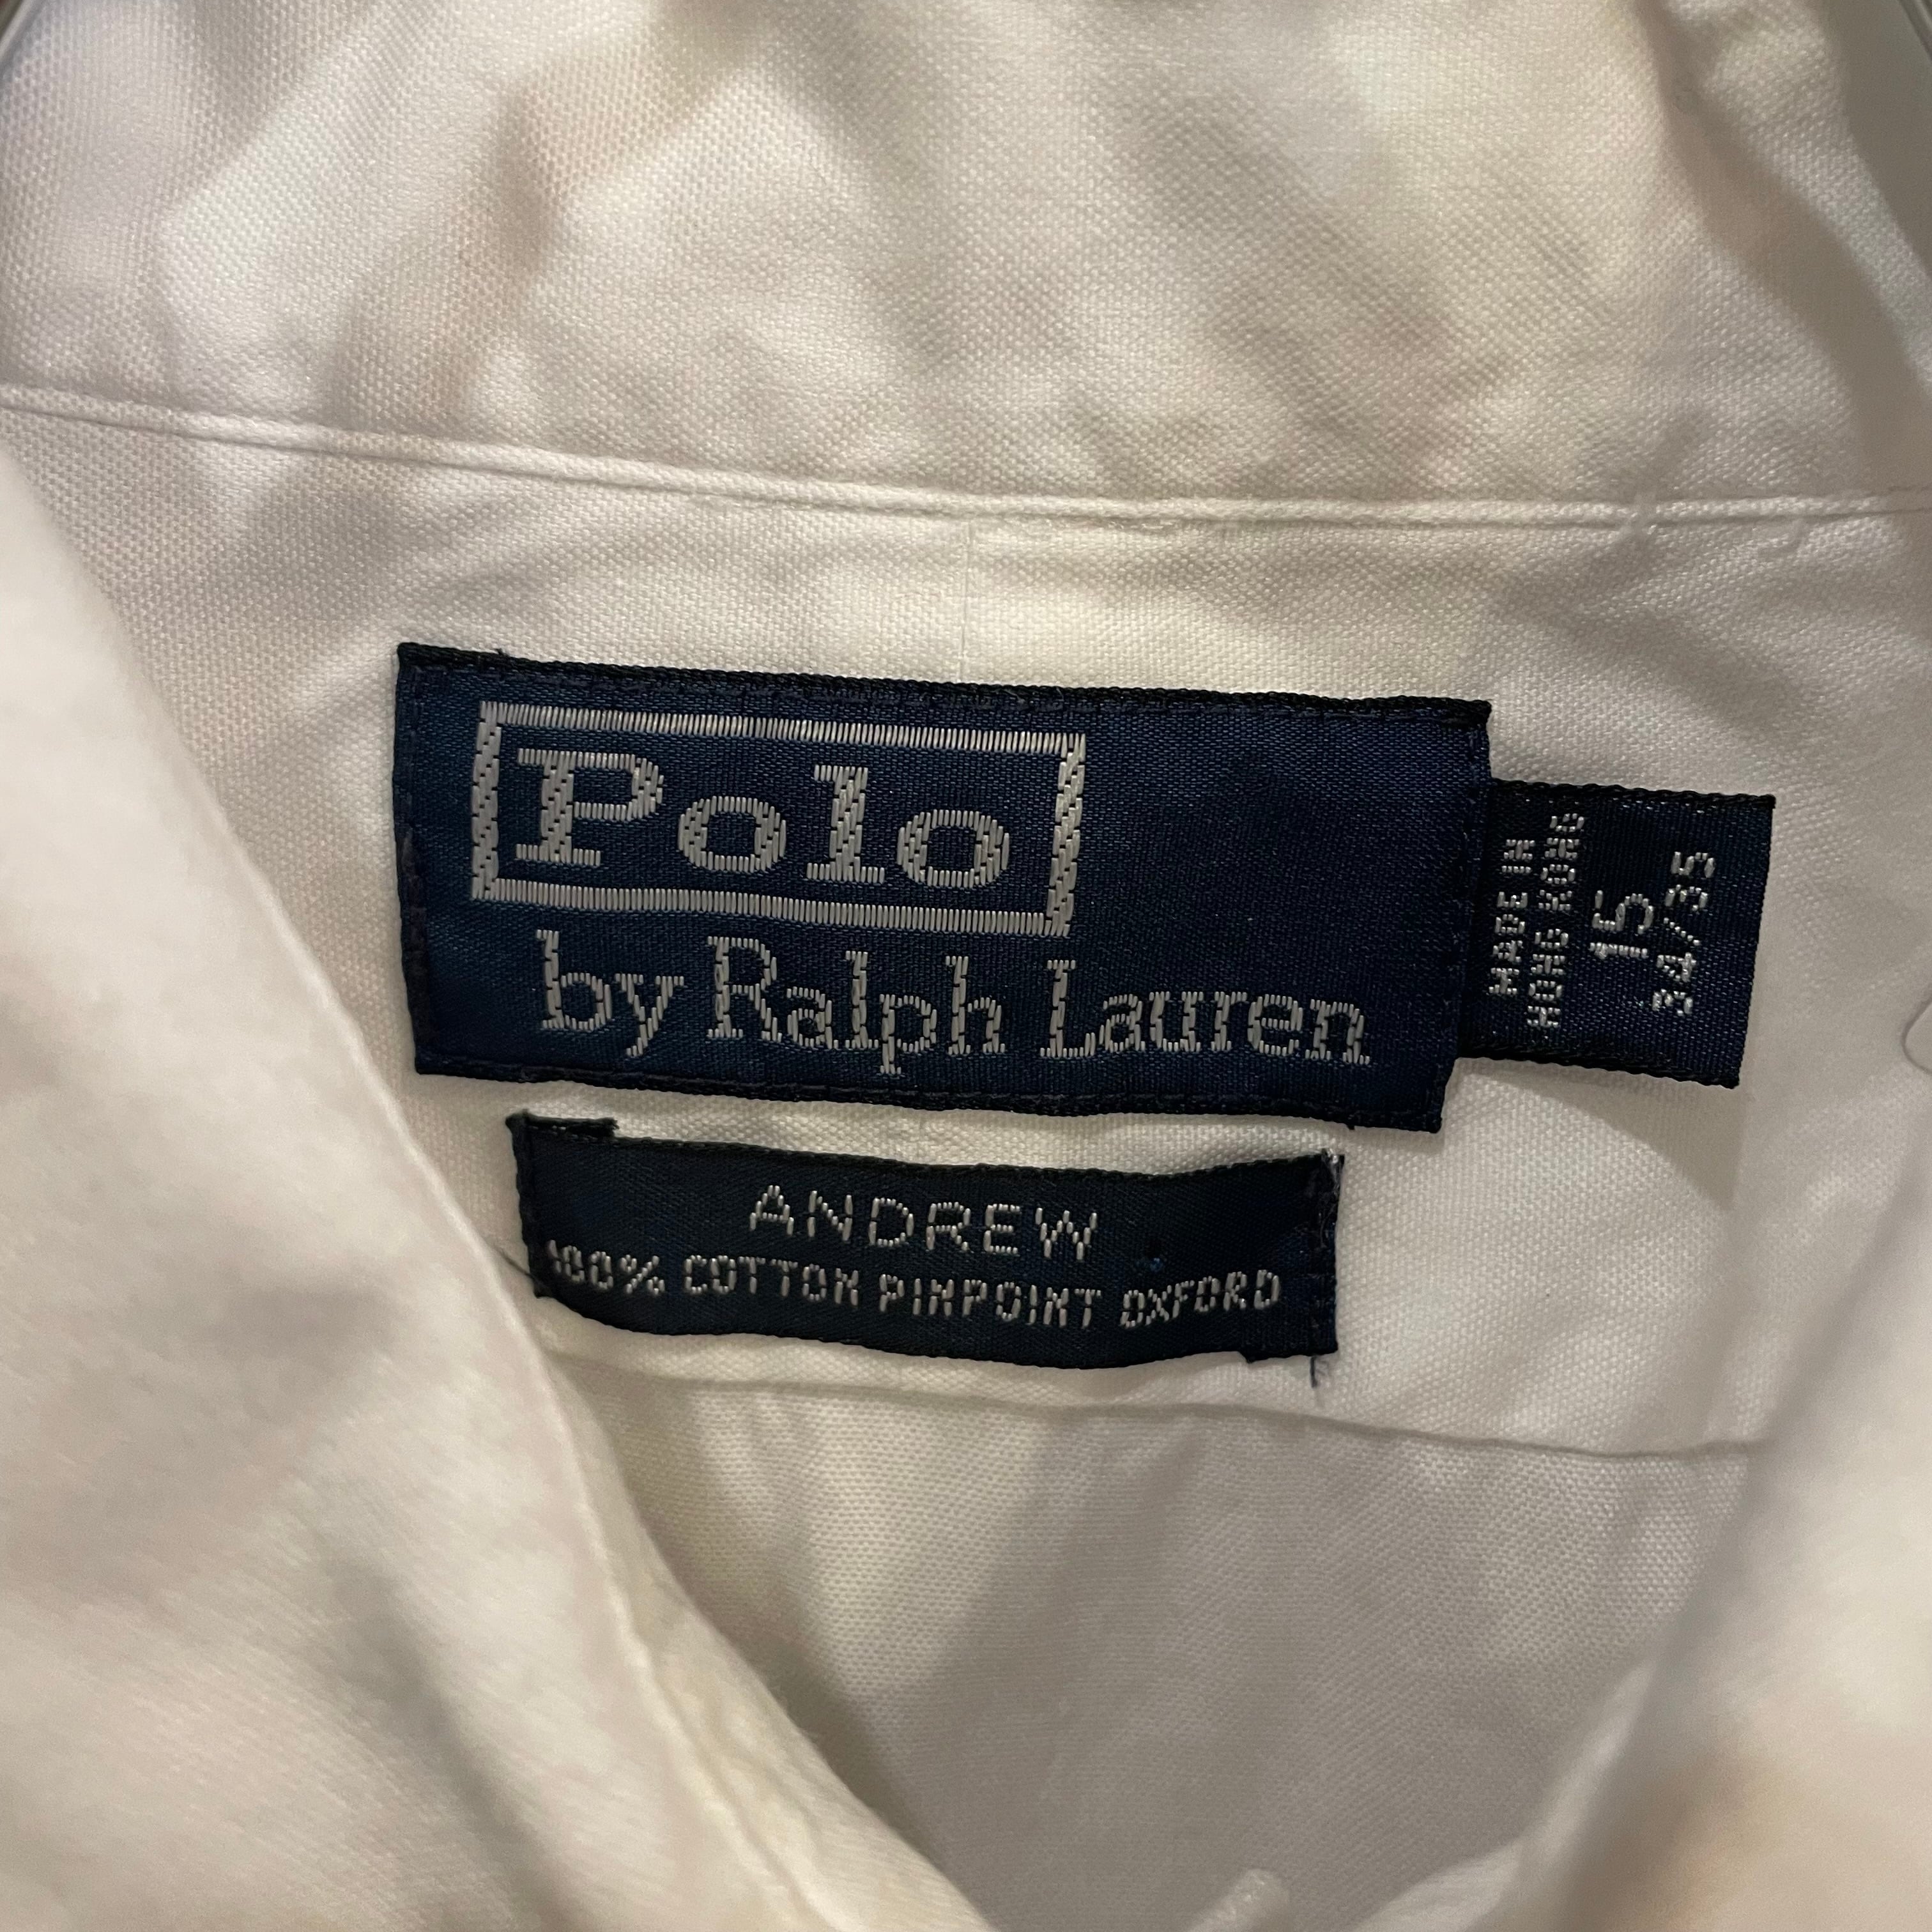 Polo
by Ralph Lauren
MADE IN
HONG KONG
15
34/35
ANDREW
100% COTTON PINPOINT OXFORD